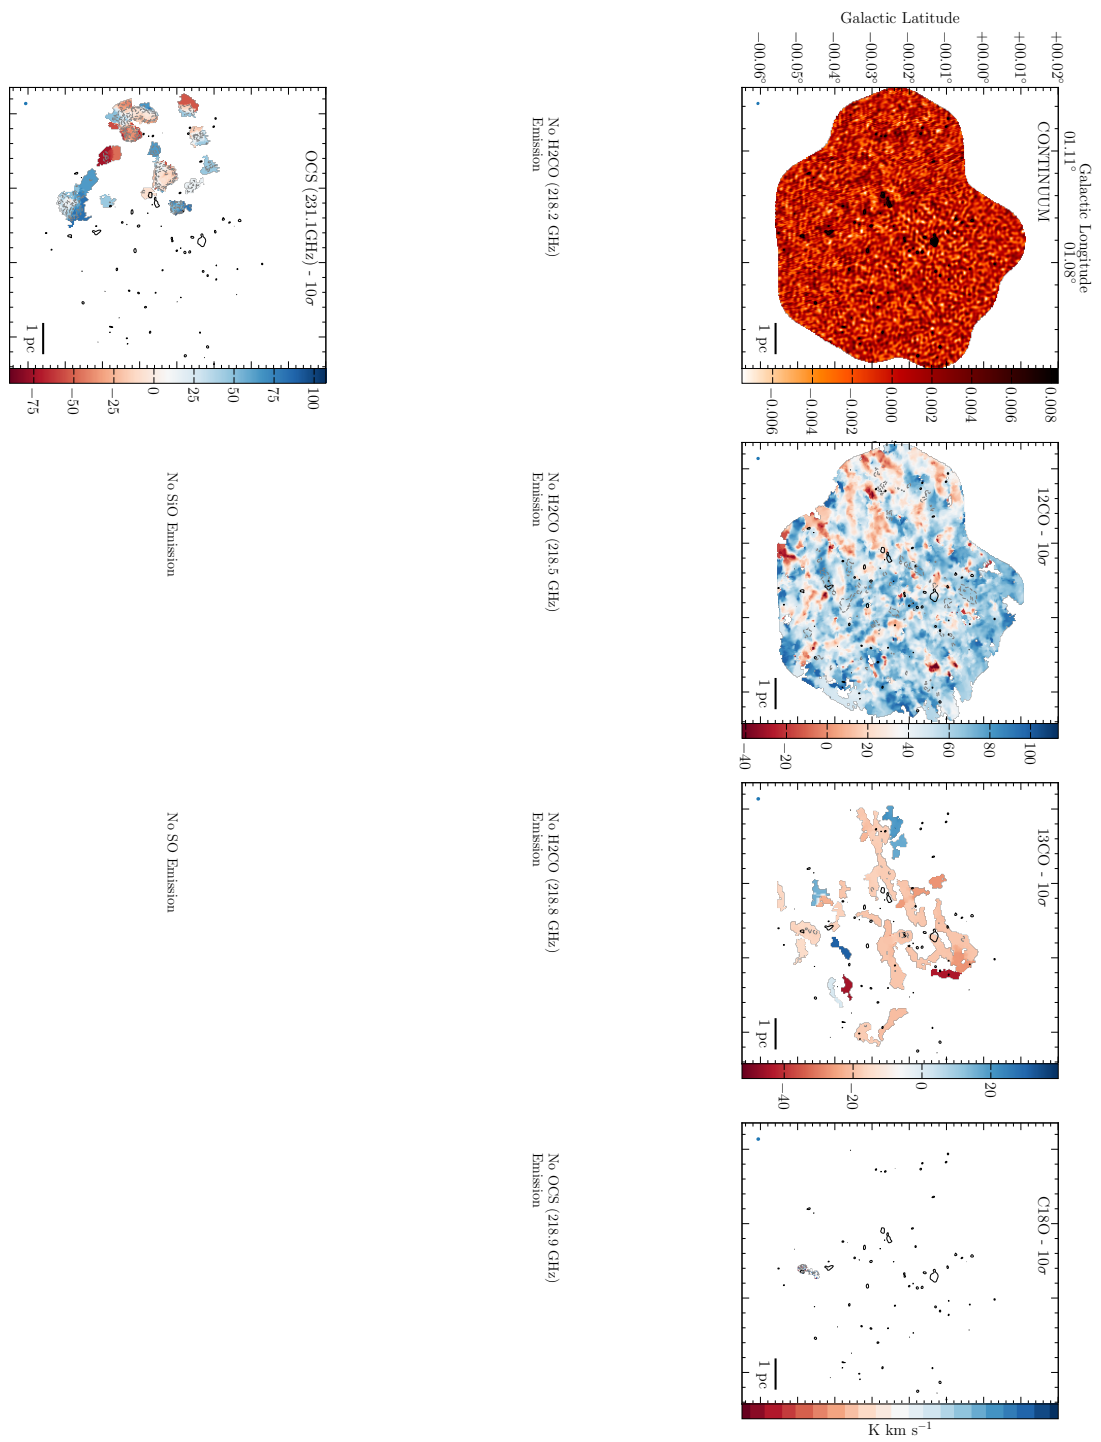 Galactic Longitude
01.11° 01.08°
Galactic Latitude
+00.02°
+00.01°
+00.00°
−00.01°
−00.02°
−00.03°
−00.04°
−00.05°
−00.06°
CONTINUUM
1 pc
0.008
0.006
0.004
0.002
0.000
−0.002
−0.004
−0.006
12CO - 10σ
1 pc
100
80
60
40
20
0
−20
−40
13CO - 10σ
1 pc
20
0
−20
−40
C18O - 10σ
1 pc
K km s−1
No H2CO (218.2 GHz)
Emission
No H2CO (218.5 GHz)
Emission
No H2CO (218.8 GHz)
Emission
No OCS (218.9 GHz)
Emission
OCS (231.1GHz) - 10σ
1 pc
100
75
50
25
0
−25
−50
−75
No SiO Emission
No SO Emission